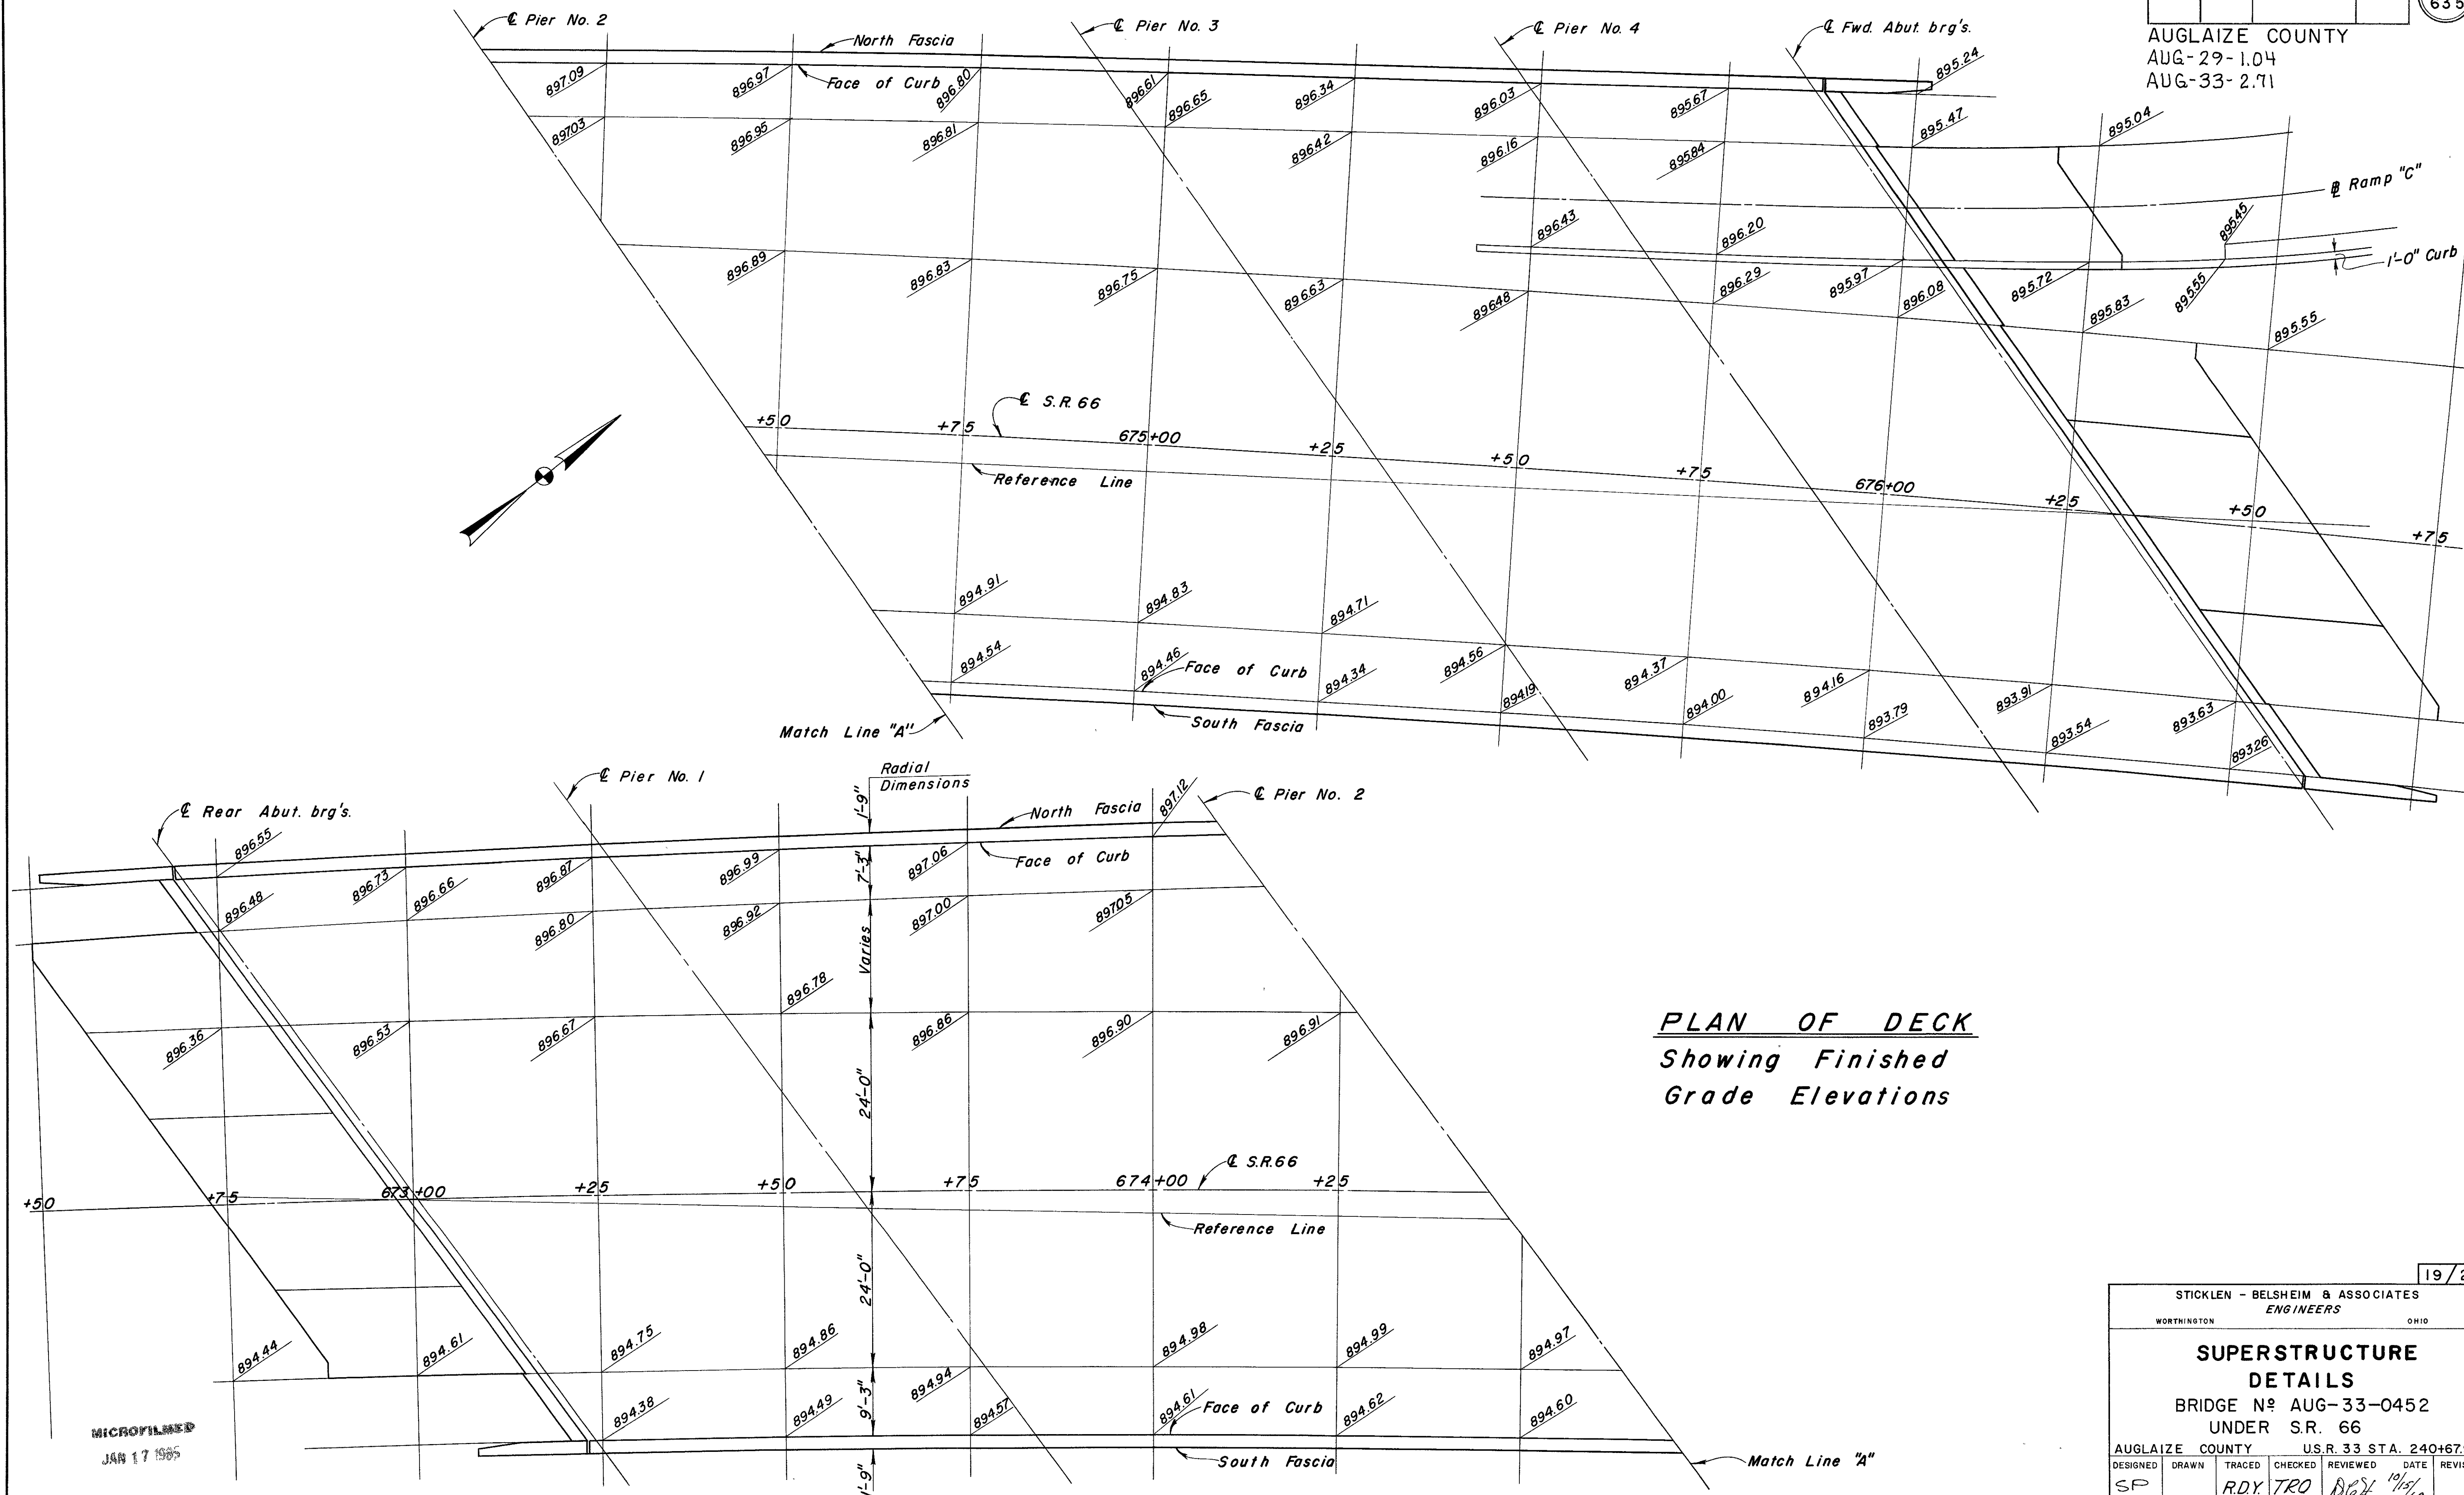 ℄ Pier No. 2
North Fascia
℄ Pier No. 3
℄ Pier No. 4
℄ Fwd. Abut. brg's.
635
AUGLAIZE COUNTY
AUG-29-1.04
AUG-33-2.71
897.09
896.97
Face of Curb
896.80
896.61
896.65
896.34
896.03
895.67
895.24
897.03
896.95
896.81
896.42
896.16
895.84
895.47
895.04
Ramp "C"
896.43
896.20
895.45
1'-0" Curb
896.89
896.83
896.75
896.63
896.48
896.29
895.97
896.08
895.72
895.83
895.55
895.55
℄ S.R. 66
+50
+75
675+00
+25
+50
+75
676+00
+25
+50
+75
Reference Line
894.91
894.83
894.71
894.54
894.46
Face of Curb
894.34
894.56
894.19
894.37
894.00
894.16
893.79
893.91
893.54
893.63
893.26
Match Line "A"
South Fascia
℄ Rear Abut. brg's.
℄ Pier No. 1
Radial
Dimensions
1'-9"
North Fascia
897.12
℄ Pier No. 2
896.55
896.73
896.87
896.99
7'-3"
897.06
Face of Curb
896.48
896.66
896.80
896.92
897.00
897.05
Varies
896.78
896.36
896.53
896.67
896.86
896.90
896.91
24'-0"
PLAN OF DECK
Showing Finished
Grade Elevations
℄ S.R. 66
+50
+75
673+00
+25
+50
+75
674+00
+25
Reference Line
24'-0"
894.44
894.61
894.75
894.86
894.94
894.98
894.99
894.97
9'-3"
894.38
894.49
894.57
894.61
Face of Curb
894.62
894.60
1'-9"
South Fascia
Match Line "A"
MICROFILMED
JAN 17 1985
19/2
STICKLEN - BELSHEIM & ASSOCIATES
ENGINEERS
WORTHINGTON OHIO
SUPERSTRUCTURE
DETAILS
BRIDGE Nº AUG-33-0452
UNDER S.R. 66
AUGLAIZE COUNTY U.S.R. 33 STA. 240+67.
DESIGNED DRAWN TRACED CHECKED REVIEWED DATE
SP R.D.Y. TRO